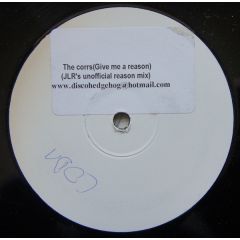 The corrs(Give me a reason)
(JLR's unofficial reason mix)
www.discohedgehog@hotmail.com